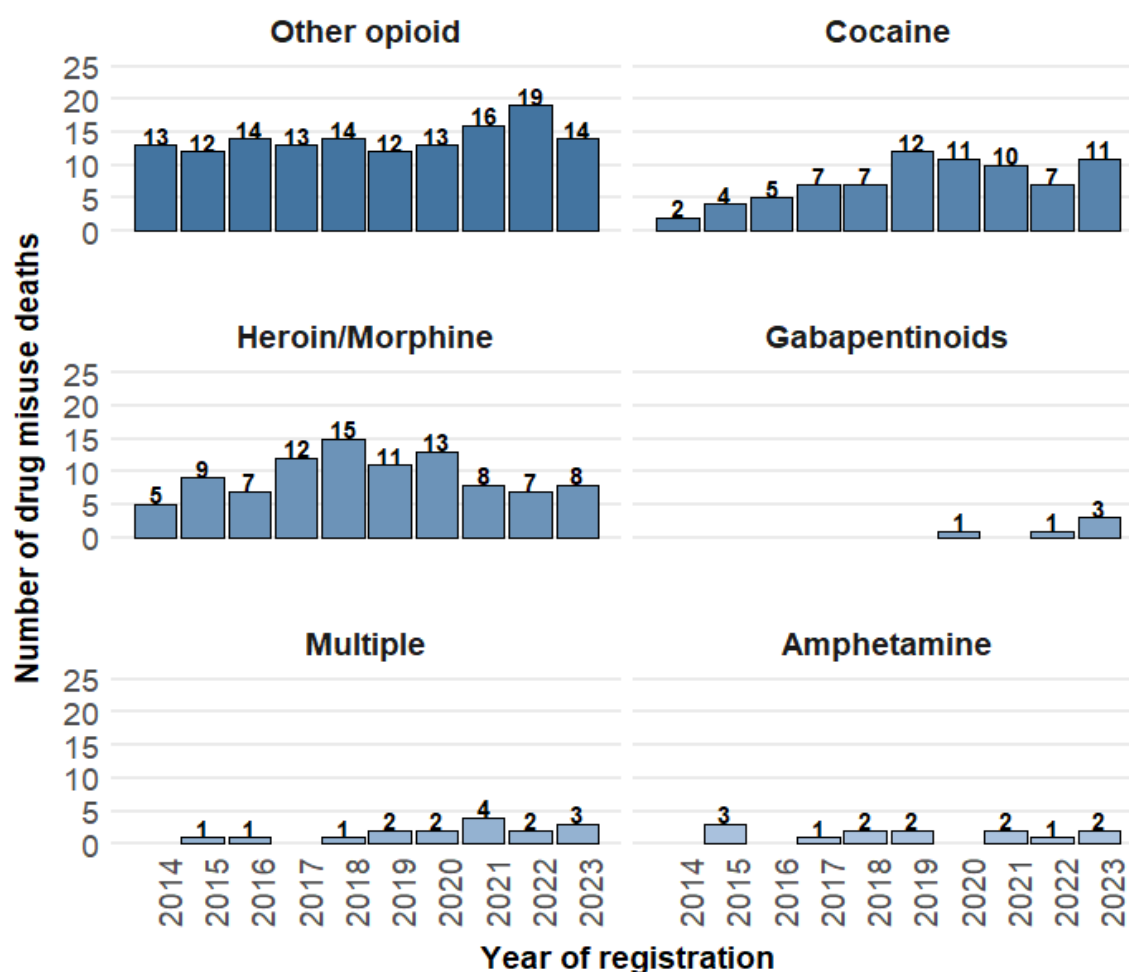 Other opioid
Cocaine
25
20
15
10
5
0
13 12 14 13 14 12 13 16 19 14
2 4 5 7 7 12 11 10 7 11
Heroin/Morphine
Gabapentinoids
25
20
15
10
5
0
5 9 7 12 15 11 13 8 7 8
1 1 3
Multiple
Amphetamine
25
20
15
10
5
0
1 1 1 2 2 4 2 3
3 1 2 2 2 1 2
2014 2015 2016 2017 2018 2019 2020 2021 2022 2023
2014 2015 2016 2017 2018 2019 2020 2021 2022 2023
Number of drug misuse deaths
Year of registration